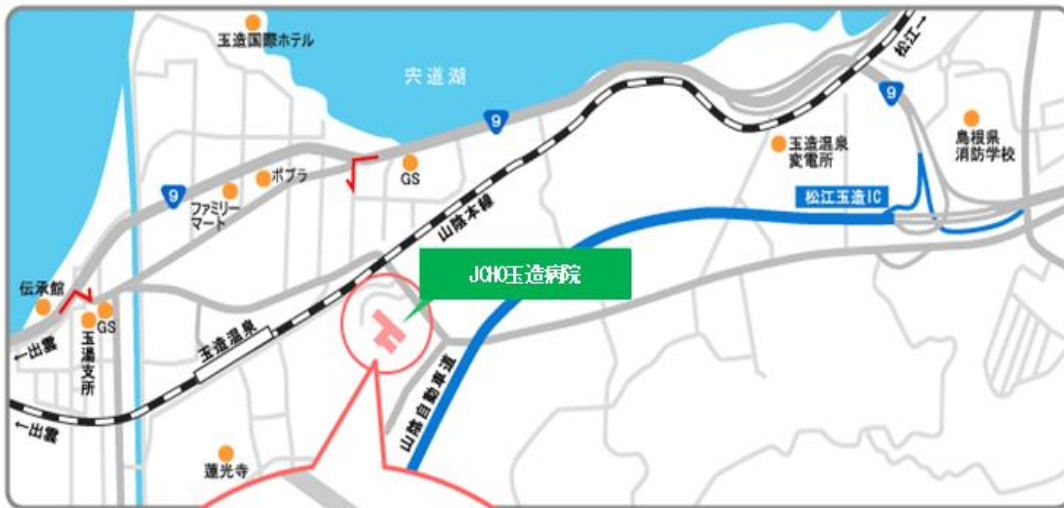 玉造国際ホテル
宍道湖
松江→
9
9
島根県
消防学校
玉造温泉
変電所
GS
ポプラ
9
ファミリー
マート
松江玉造IC
山陰本線
JCHO玉造病院
伝承館
GS
玉湯支所
←出雲
玉造温泉
山陰自動車道
←出雲
蓮光寺